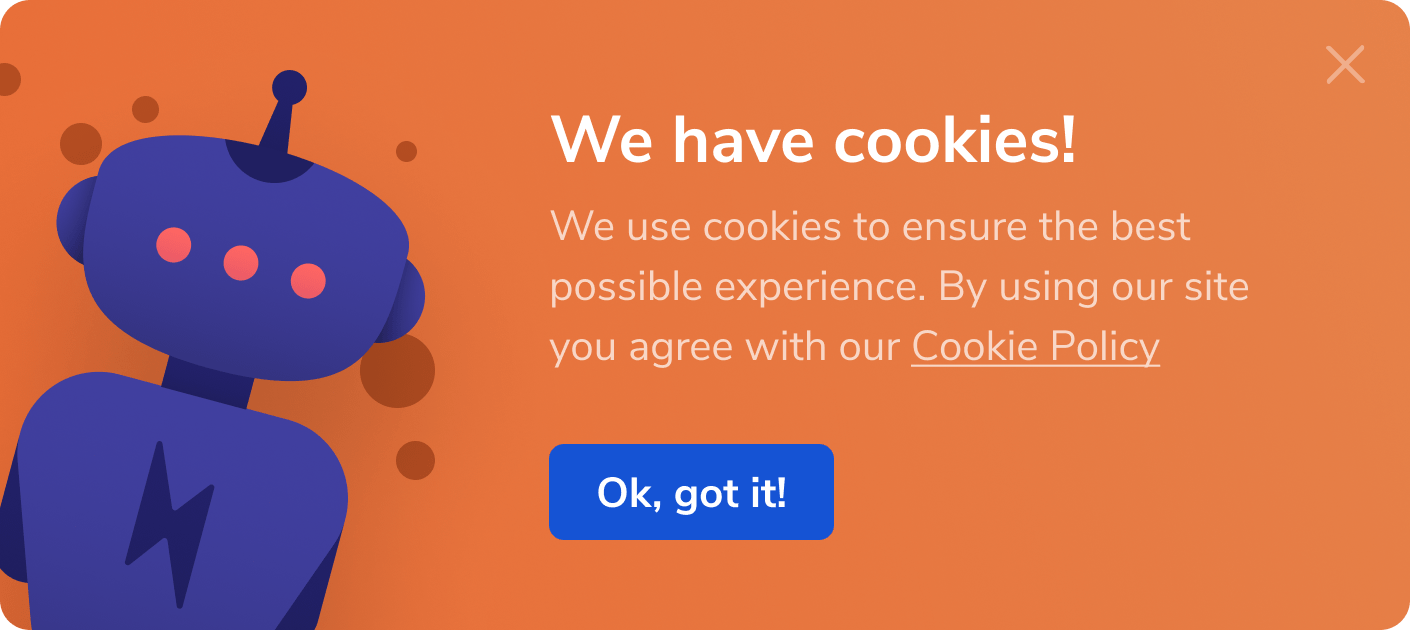 We have cookies!
We use cookies to ensure the best
possible experience. By using our site
you agree with our Cookie Policy
Ok, got it!